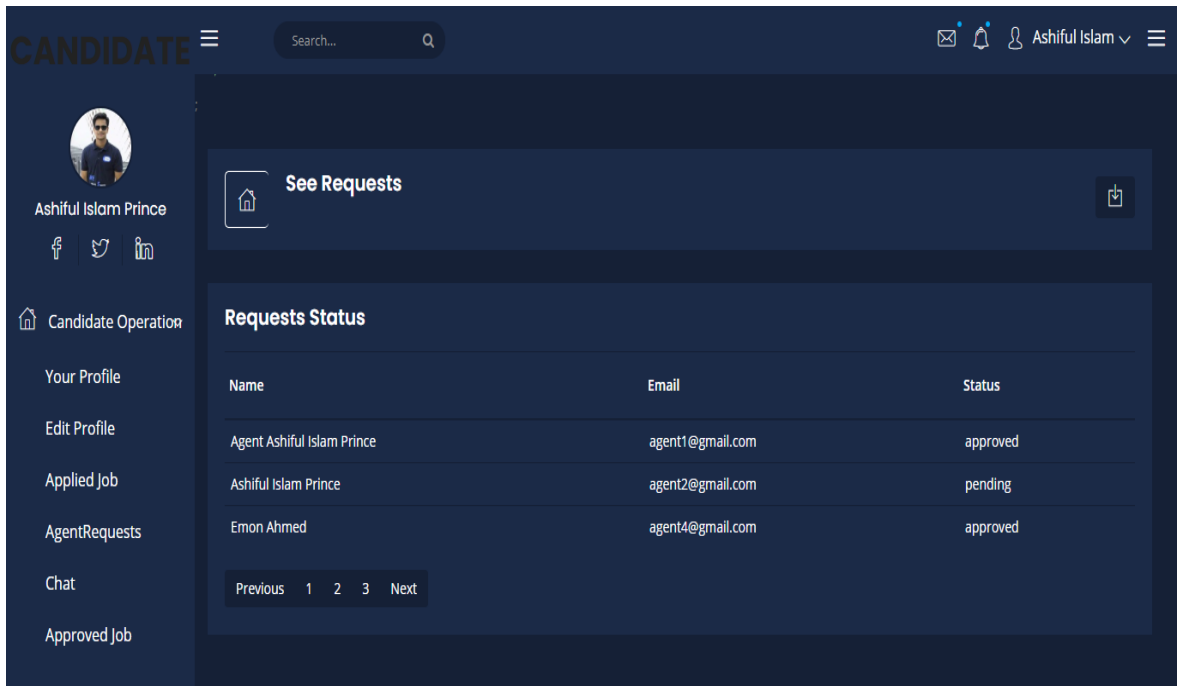 CANDIDATE
Search...
Ashiful Islam
Ashiful Islam Prince
Candidate Operation
Your Profile
Edit Profile
Applied Job
AgentRequests
Chat
Approved Job
See Requests
Requests Status
Name Email Status
Agent Ashiful Islam Prince agent1@gmail.com approved
Ashiful Islam Prince agent2@gmail.com pending
Emon Ahmed agent4@gmail.com approved
Previous 1 2 3 Next